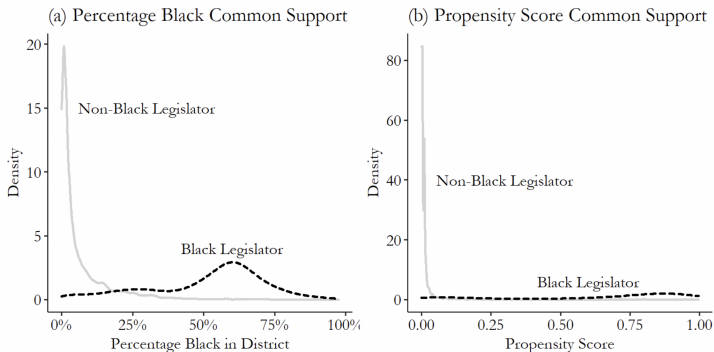 (a) Percentage Black Common Support
20
15
10
5
0
Density
Non-Black Legislator
Black Legislator
0%
25%
50%
75%
100%
Percentage Black in District
(b) Propensity Score Common Support
80
60
40
20
0
Density
Non-Black Legislator
Black Legislator
0.00
0.25
0.50
0.75
1.00
Propensity Score